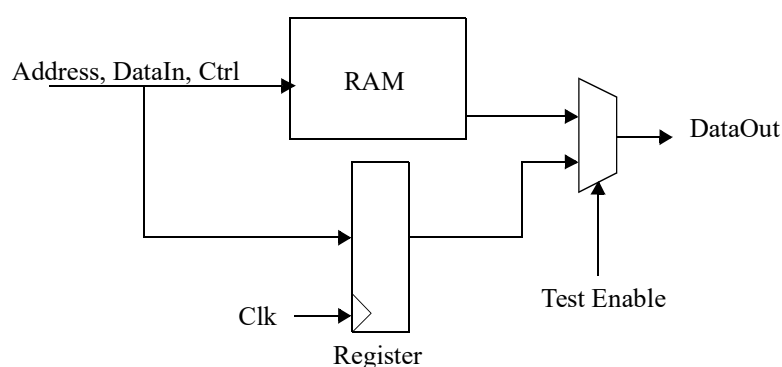 Address, DataIn, Ctrl
RAM
DataOut
Test Enable
Clk
Register